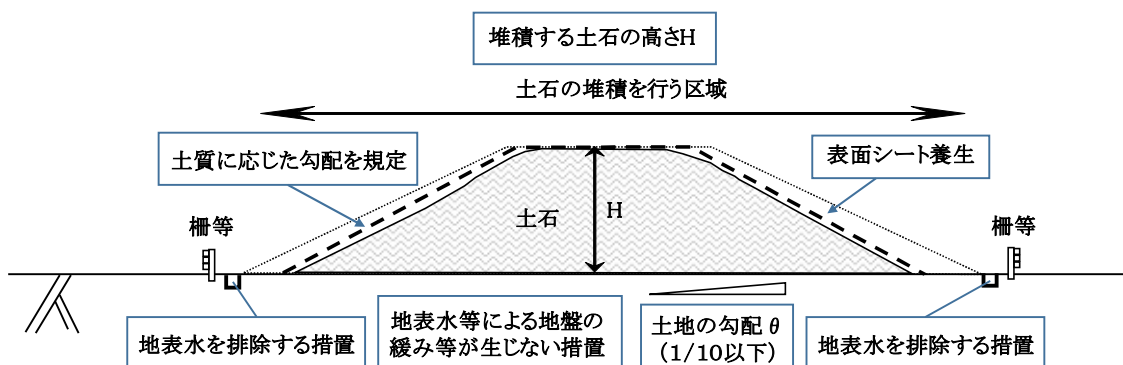 堆積する土石の高さH
土石の堆積を行う区域
土質に応じた勾配を規定
表面シート養生
土石
H
柵等
柵等
地表水を排除する措置
地表水等による地盤の
緩み等が生じない措置
土地の勾配 θ
（1/10以下）
地表水を排除する措置